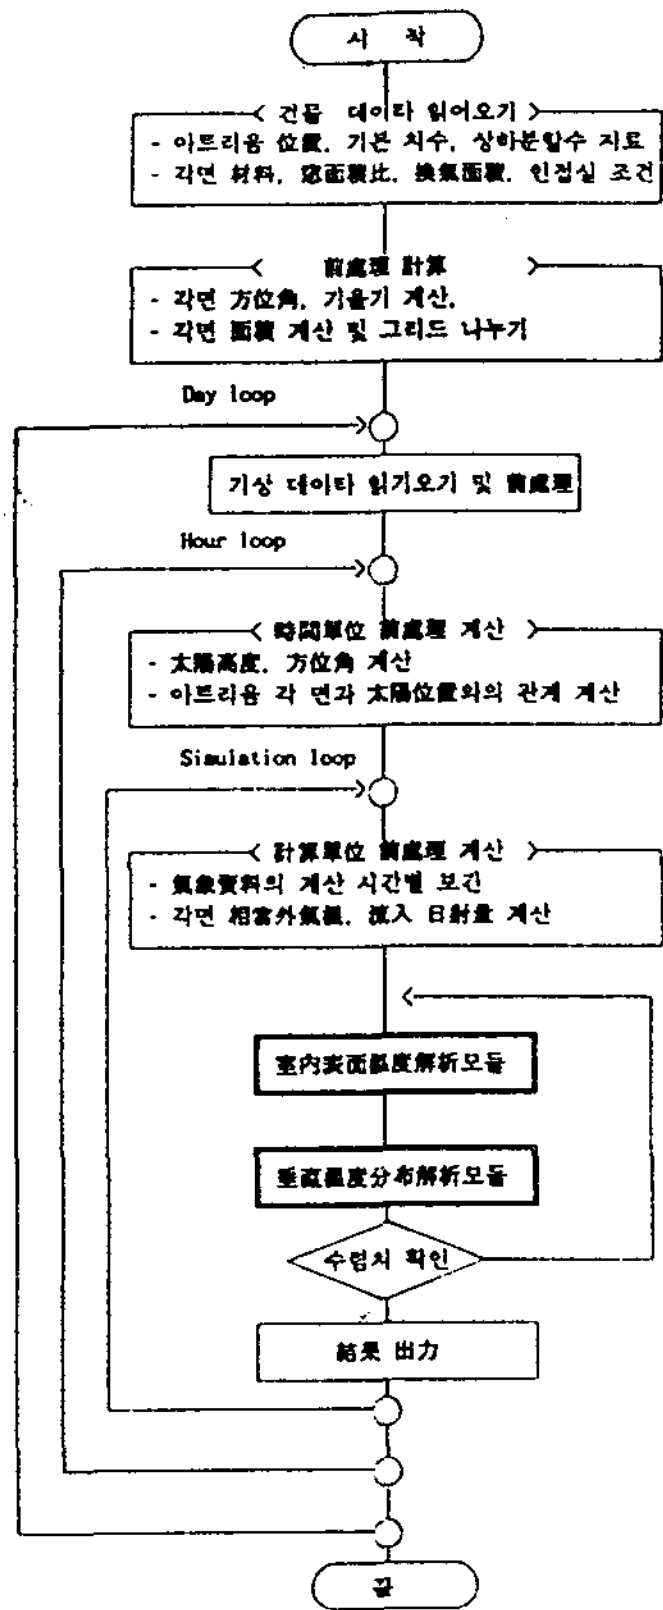 시 작
건물 데이타 읽어오기
- 아트리움 位置, 기본 치수, 상하분할수 자료
- 각면 材料, 窓面積比, 換氣面積, 인접실 조건
前處理 計算
- 각면 方位角, 기울기 계산,
- 각면 面積 계산 및 그리드 나누기
Day loop
기상 데이타 읽기오기 및 前處理
Hour loop
時間單位 前處理 계산
- 太陽高度, 方位角 계산
- 아트리움 각 면과 太陽位置와의 관계 계산
Simulation loop
計算單位 前處理 계산
- 氣象資料의 계산 시간별 보간
- 각면 相當外氣溫, 流入 日射量 계산
室內表面溫度解析모듈
垂直溫度分布解析모듈
수렴치 확인
結果 出力
끝